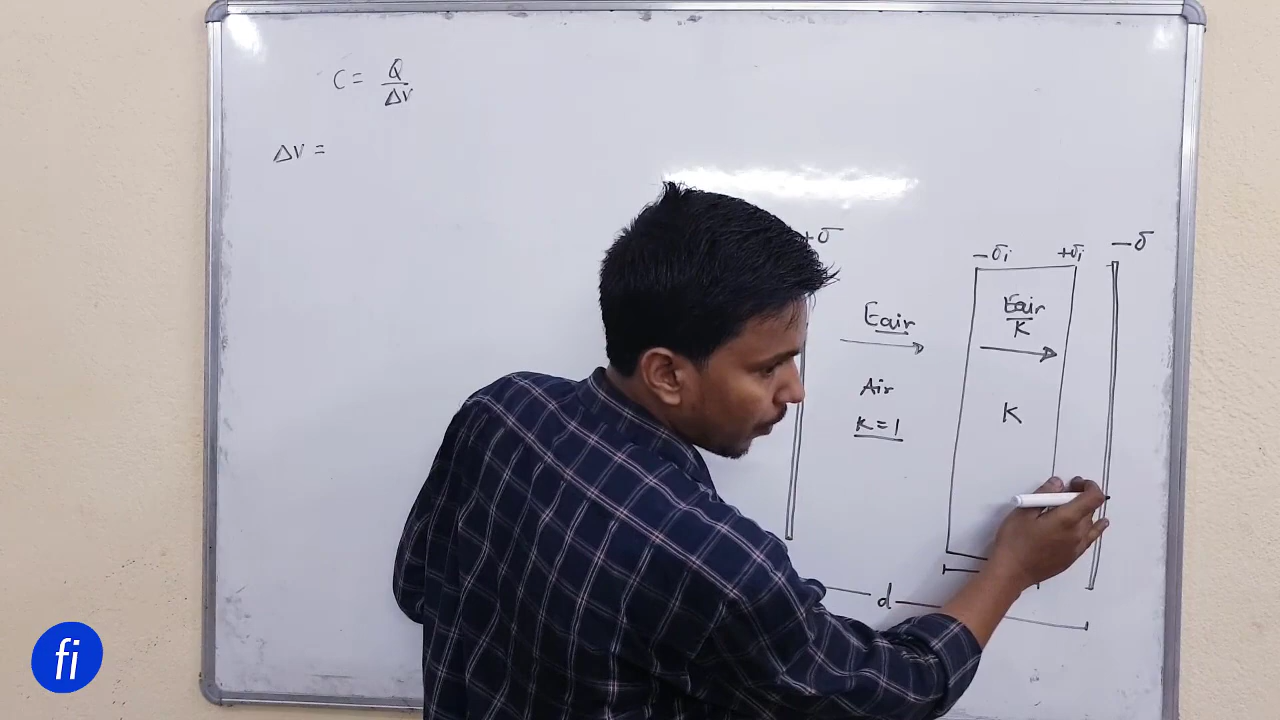 C = Q/ΔV
ΔV =
+σ
-σi
+σi
-σ
Eair
Eair/K
Air
K
K = 1
d
fi